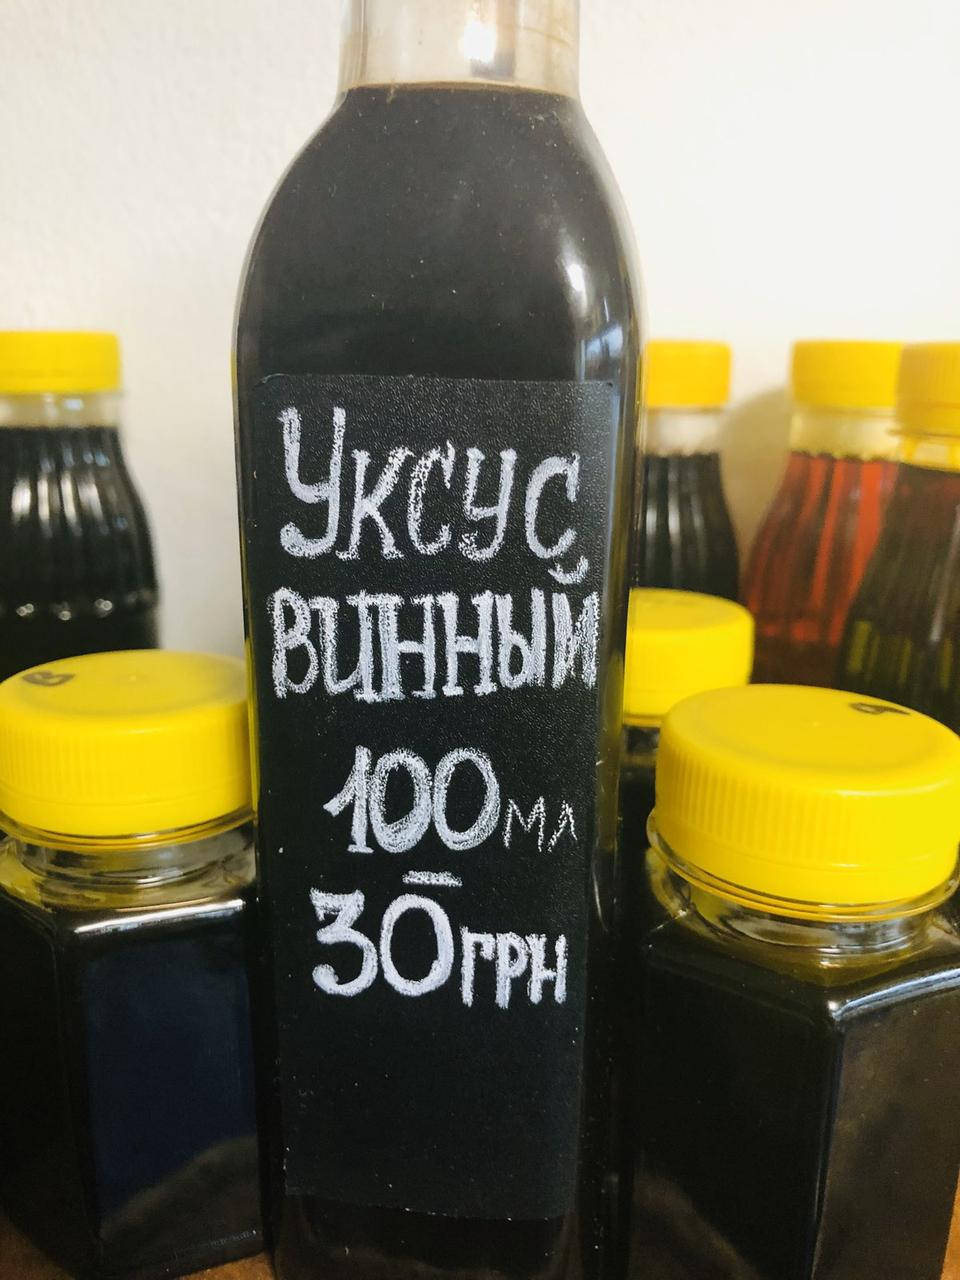 Уксус
винный
100мл
–
30грн